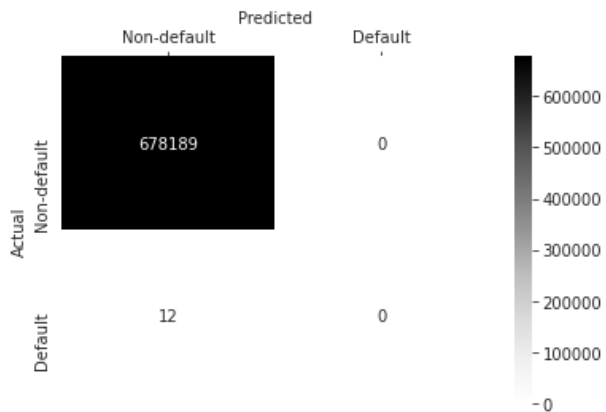 Predicted
Non-default Default
Actual
Non-default
678189 0
Default
12 0
600000
500000
400000
300000
200000
100000
0